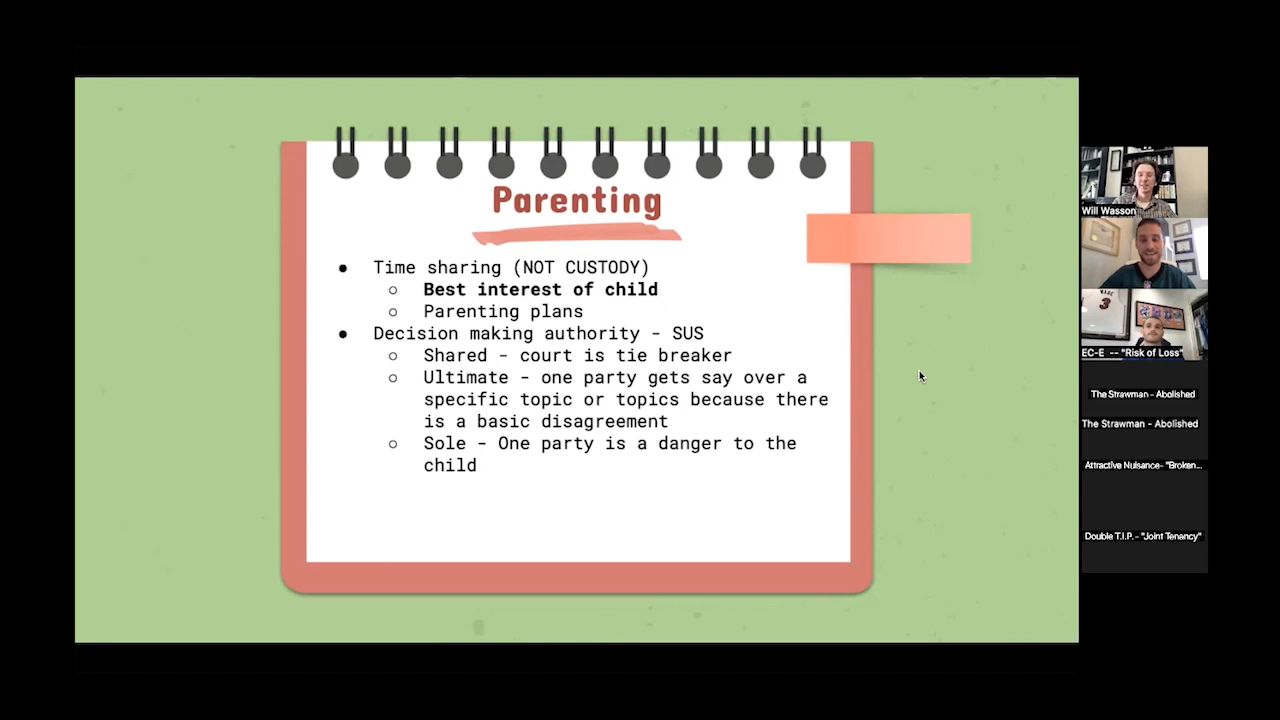 Parenting
● Time sharing (NOT CUSTODY)
○ Best interest of child
○ Parenting plans
● Decision making authority - SUS
○ Shared - court is tie breaker
○ Ultimate - one party gets say over a
specific topic or topics because there
is a basic disagreement
○ Sole - One party is a danger to the
child
Will Wasson
WADE
3
EC-E -- "Risk of Loss"
The Strawman - Abolished
The Strawman - Abolished
Attractive Nuisance- "Broken...
Double T.I.P. - "Joint Tenancy"